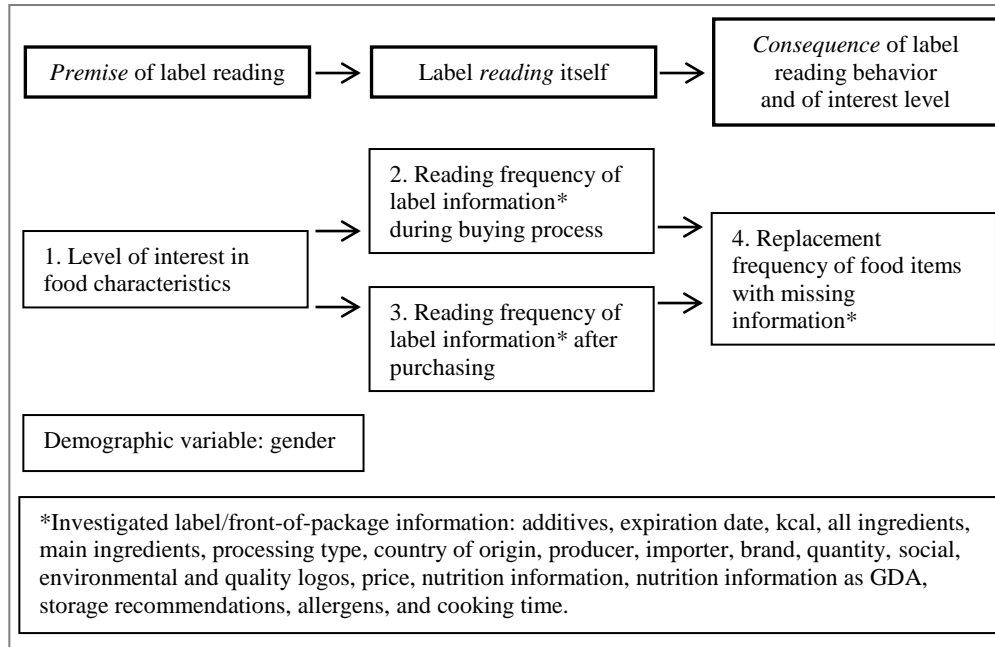 Premise of label reading
Label reading itself
Consequence of label
reading behavior
and of interest level
1. Level of interest in
food characteristics
2. Reading frequency of
label information*
during buying process
3. Reading frequency of
label information* after
purchasing
4. Replacement
frequency of food items
with missing
information*
Demographic variable: gender
*Investigated label/front-of-package information: additives, expiration date, kcal, all ingredients,
main ingredients, processing type, country of origin, producer, importer, brand, quantity, social,
environmental and quality logos, price, nutrition information, nutrition information as GDA,
storage recommendations, allergens, and cooking time.